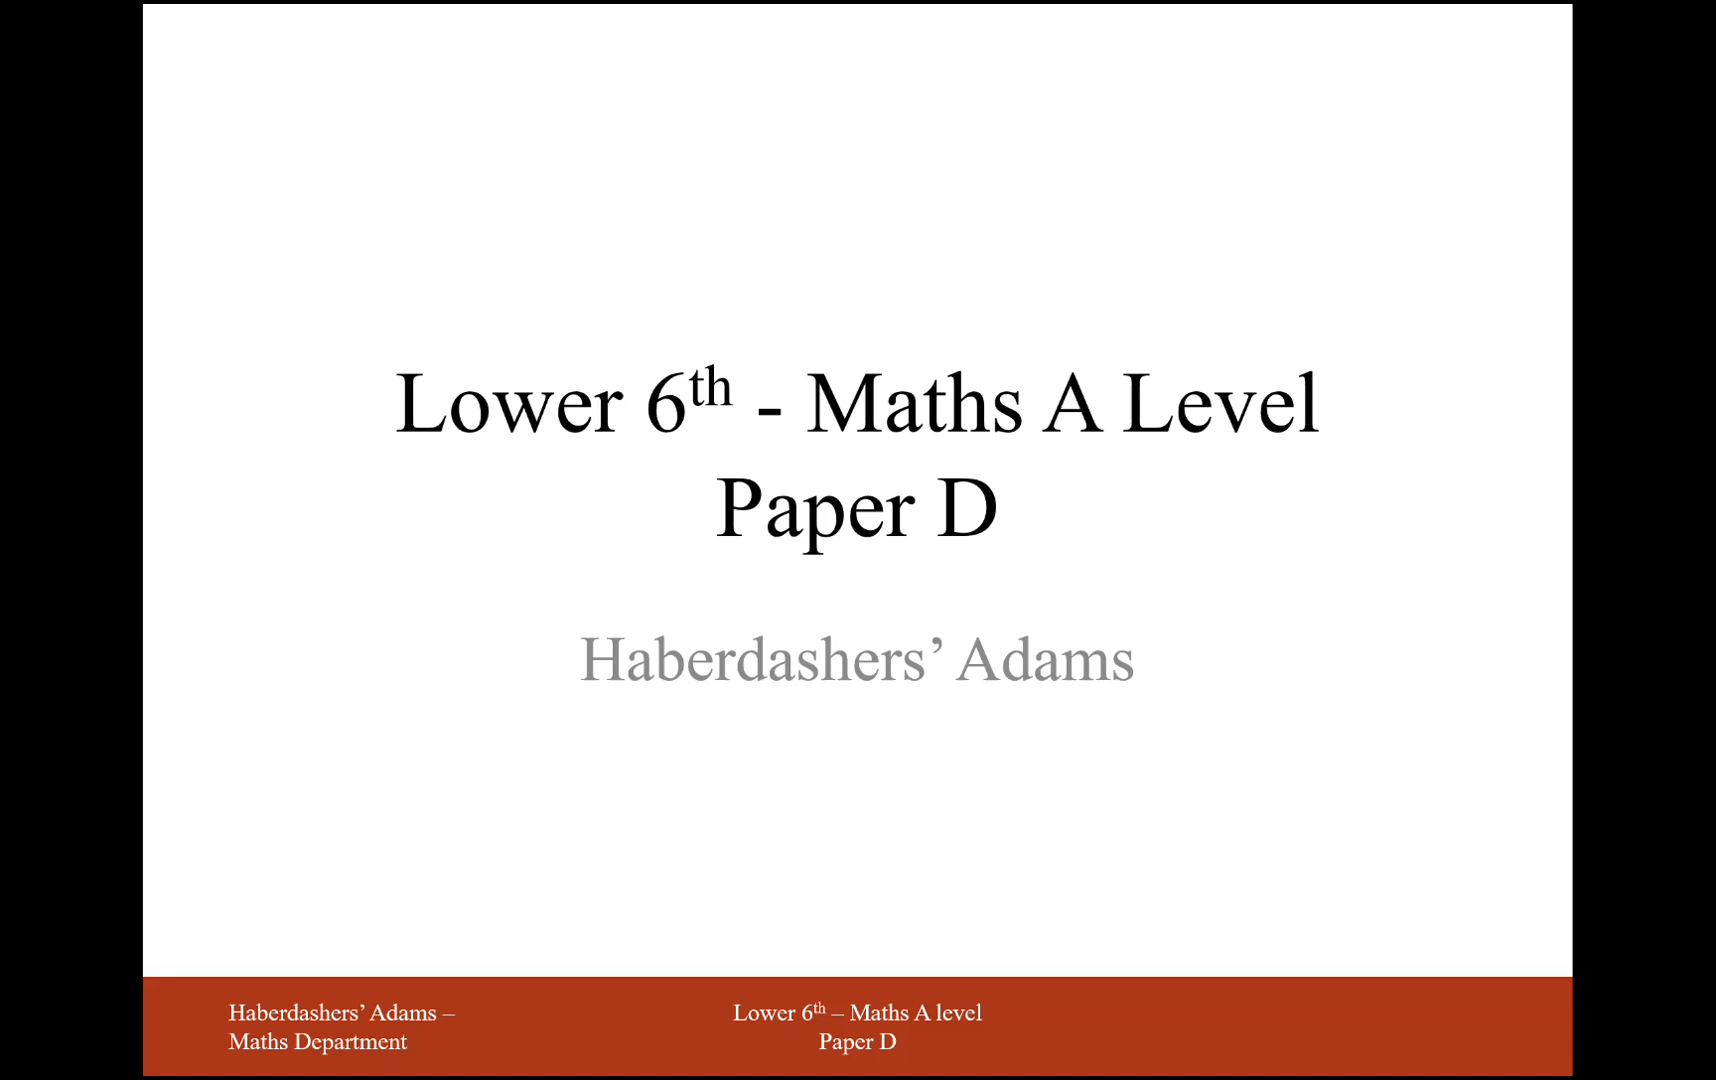 Lower 6th - Maths A Level
Paper D
Haberdashers’ Adams
Haberdashers’ Adams –
Maths Department
Lower 6th – Maths A level
Paper D